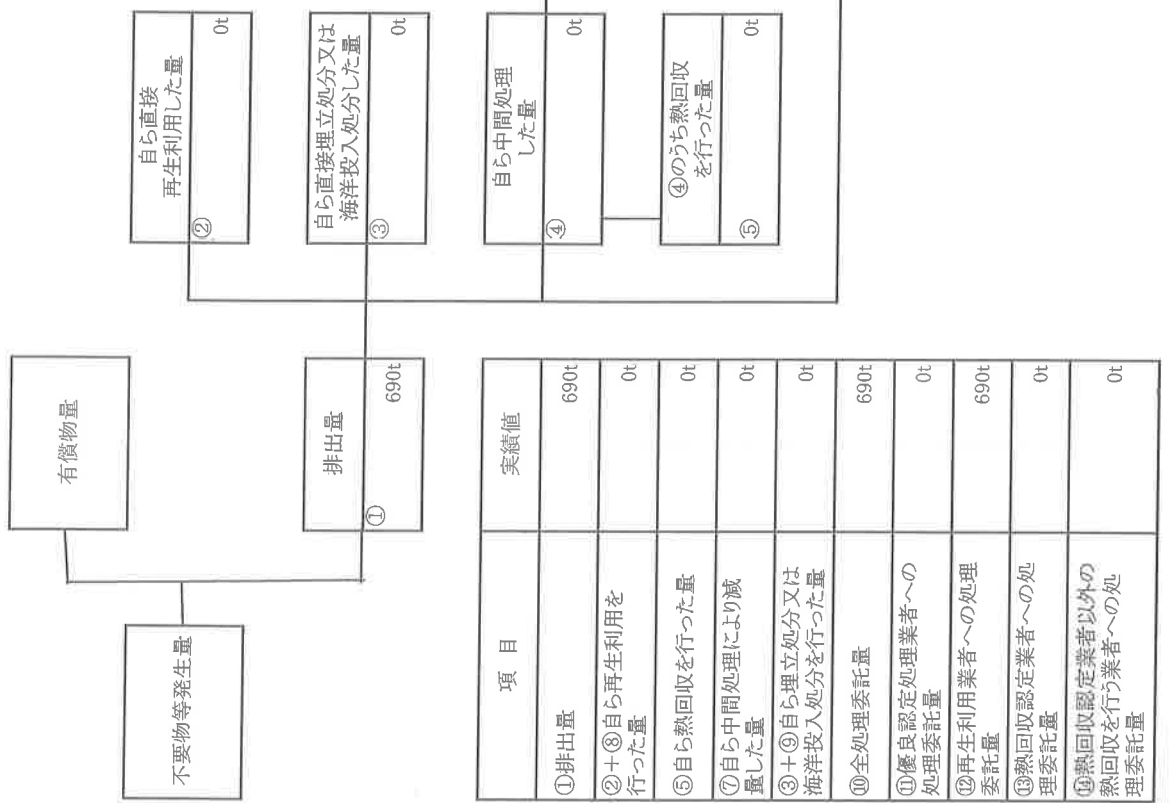 有償物量
不要物等発生量
排出量
①
690t
自ら直接
再生利用した量
②
0t
自ら直接埋立処分又は
海洋投入処分した量
③
0t
自ら中間処理
した量
④
0t
④のうち熱回収
を行った量
⑤
0t
項 目
実績値
①排出量
690t
②+⑧自ら再生利用を
行った量
0t
⑤自ら熱回収を行った量
0t
⑦自ら中間処理により減
量した量
0t
③+⑨自ら埋立処分又は
海洋投入処分を行った量
0t
⑩全処理委託量
690t
⑪優良認定処理業者への
処理委託量
0t
⑫再生利用業者への処理
委託量
690t
⑬熱回収認定業者への処
理委託量
0t
⑭熱回収認定業者以外の
熱回収を行う業者への処
理委託量
0t